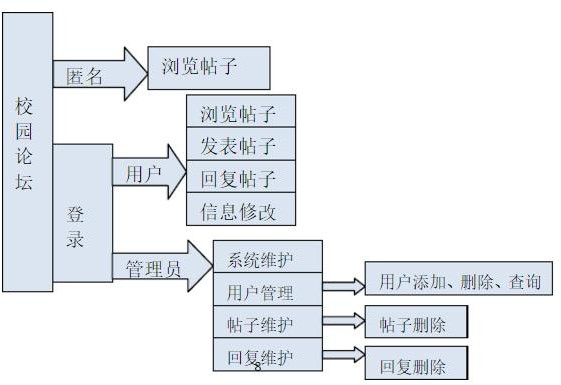 校园论坛
匿名
浏览帖子
登录
用户
浏览帖子
发表帖子
回复帖子
信息修改
管理员
系统维护
用户管理
用户添加、删除、查询
帖子维护
帖子删除
回复维护
回复删除
8